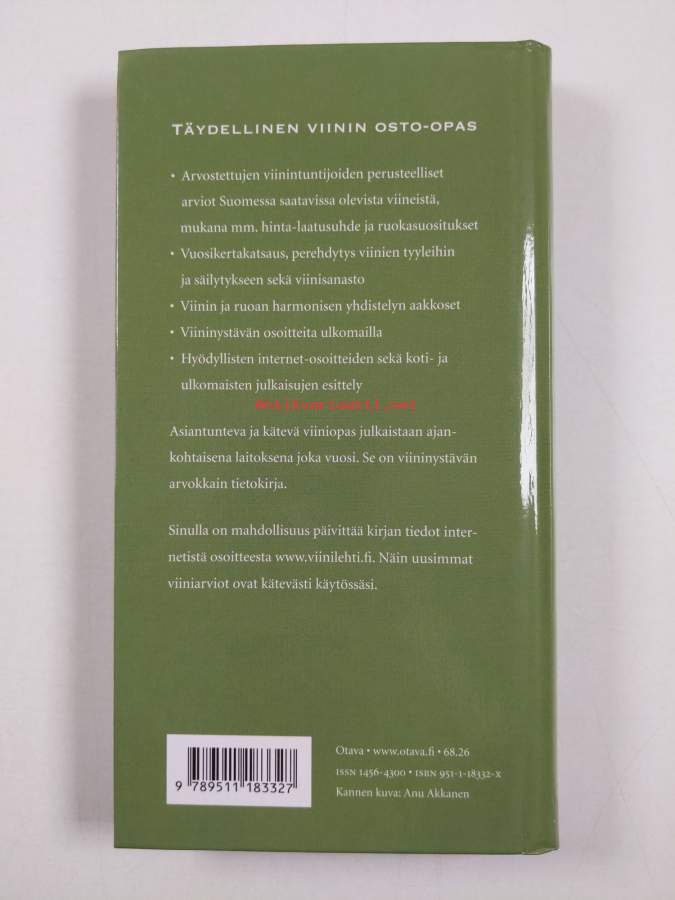 TÄYDELLINEN VIININ OSTO-OPAS
• Arvostettujen viinintuntijoiden perusteelliset
arviot Suomessa saatavissa olevista viineistä,
mukana mm. hinta-laatusuhde ja ruokasuositukset
• Vuosikertakatsaus, perehdytys viinien tyyleihin
ja säilytykseen sekä viinisanasto
• Viinin ja ruoan harmonisen yhdistelyn aakkoset
• Viininystävän osoitteita ulkomailla
• Hyödyllisten internet-osoitteiden sekä koti- ja
ulkomaisten julkaisujen esittely
Antikvariaatti.net
Asiantunteva ja kätevä viiniopas julkaistaan ajan-
kohtaisena laitoksena joka vuosi. Se on viininystävän
arvokkain tietokirja.
Sinulla on mahdollisuus päivittää kirjan tiedot inter-
netistä osoitteesta www.viinilehti.fi. Näin uusimmat
viiniarviot ovat kätevästi käytössäsi.
Otava • www.otava.fi • 68.26
ISSN 1456-4300 • ISBN 951-1-18332-X
Kannen kuva: Anu Akkanen
9 789511 183327